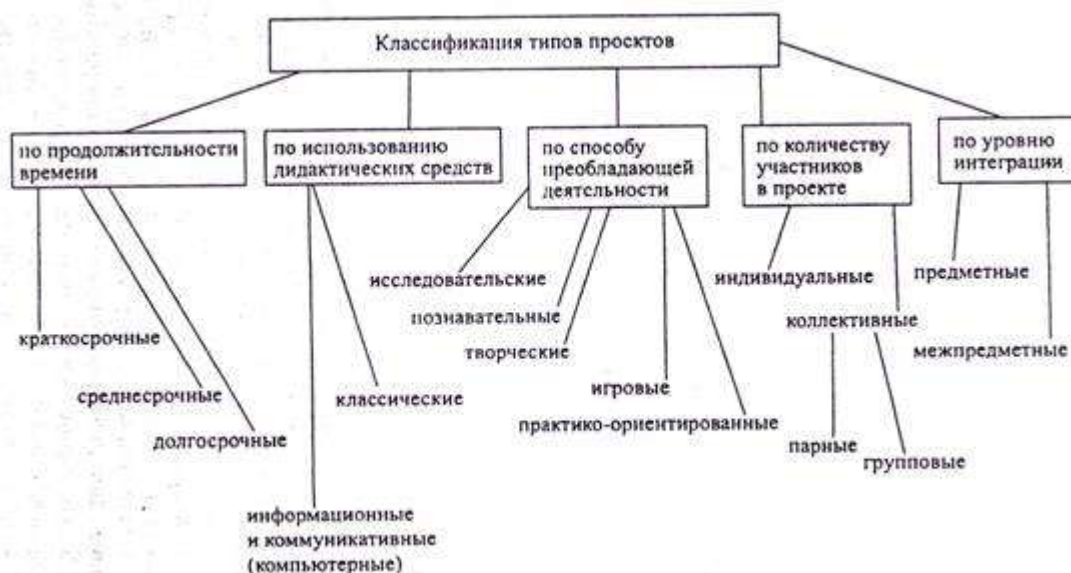 Классификация типов проектов
по продолжительности
времени
по использованию
дидактических средств
по способу
преобладающей
деятельности
по количеству
участников
в проекте
по уровню
интеграции
краткосрочные
среднесрочные
долгосрочные
информационные
и коммуникативные
(компьютерные)
классические
исследовательские
познавательные
творческие
игровые
практико-ориентированные
индивидуальные
коллективные
парные
групповые
предметные
межпредметные